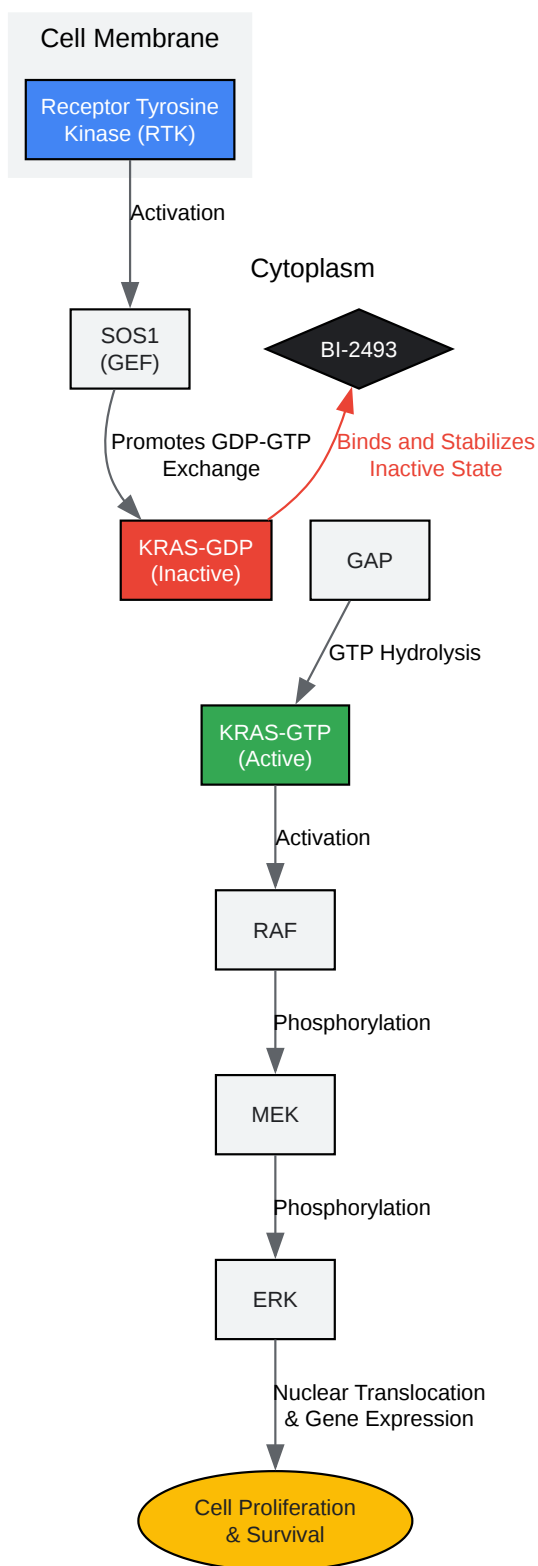 Cell Membrane
Receptor Tyrosine
Kinase (RTK)
Activation
Cytoplasm
SOS1
(GEF)
BI-2493
Promotes GDP-GTP
Exchange
Binds and Stabilizes
Inactive State
KRAS-GDP
(Inactive)
GAP
GTP Hydrolysis
KRAS-GTP
(Active)
Activation
RAF
Phosphorylation
MEK
Phosphorylation
ERK
Nuclear Translocation
& Gene Expression
Cell Proliferation
& Survival